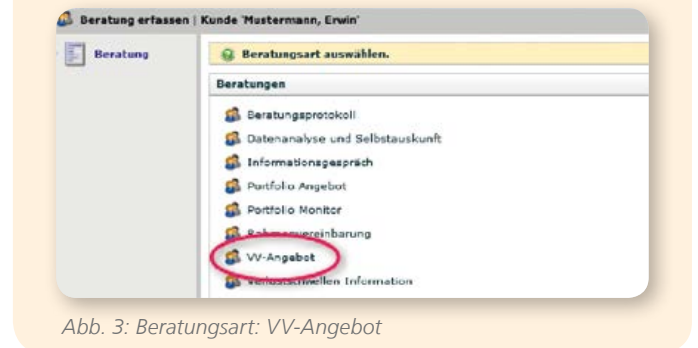 Beratung erfassen | Kunde 'Mustermann, Erwin'
Beratung
Beratungsart auswählen.
Beratungen
Beratungsprotokoll
Datenanalyse und Selbstauskunft
Informationsgespräch
Portfolio Angebot
Portfolio Monitor
Rahmenvereinbarung
VV-Angebot
Verlustschwellen Information
Abb. 3: Beratungsart: VV-Angebot